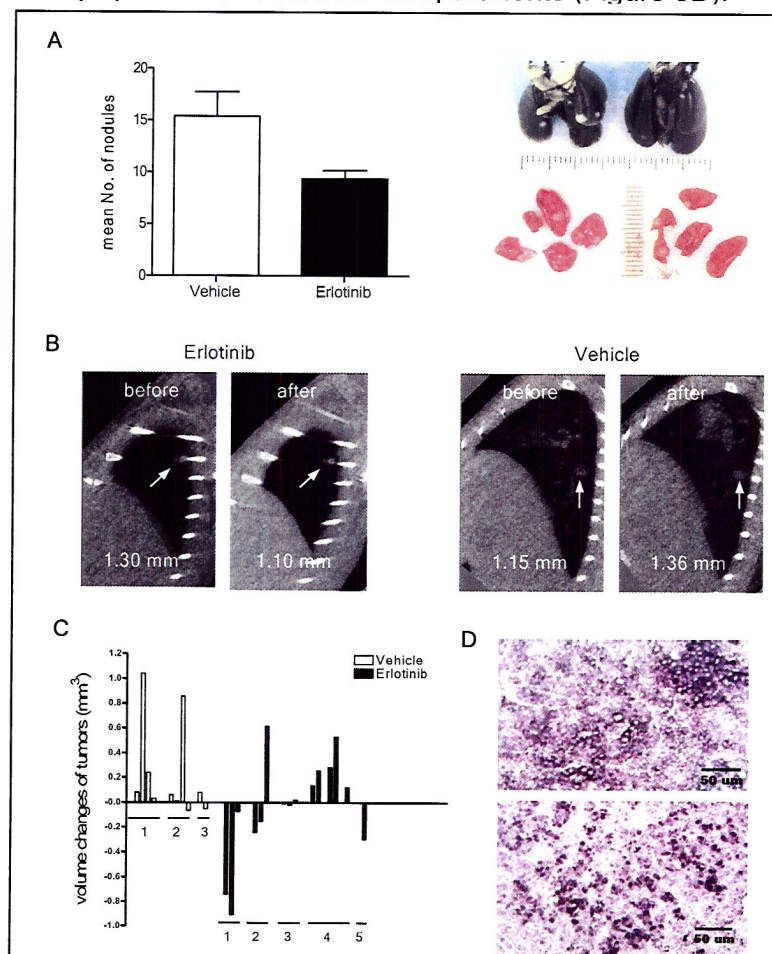 A
mean No. of nodules
20
15
10
5
0
Vehicle
Erlotinib
B
Erlotinib
Vehicle
before
after
before
after
1.30 mm
1.10 mm
1.15 mm
1.36 mm
C
D
volume changes of tumors (mm³)
1.2
1.0
0.8
0.6
0.4
0.2
-0.0
-0.2
-0.4
-0.6
-0.8
-1.0
Vehicle
Erlotinib
1 2 3
1 2 3 4 5
50 um
50 um